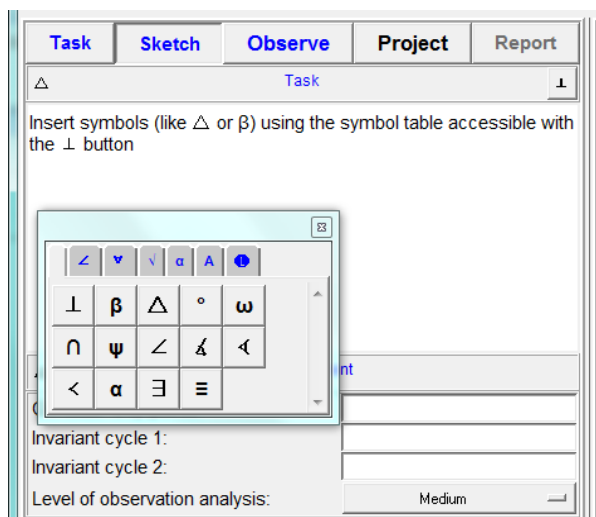 Task Sketch Observe Project Report
△ Task ⊥
Insert symbols (like △ or β) using the symbol table accessible with
the ⊥ button
∠ ∀ √ α A L
⊥ β △ ° ω
∩ ψ ∠ ∡ ∢
< α ∃ ≡
nt
Invariant cycle 1:
Invariant cycle 2:
Level of observation analysis: Medium